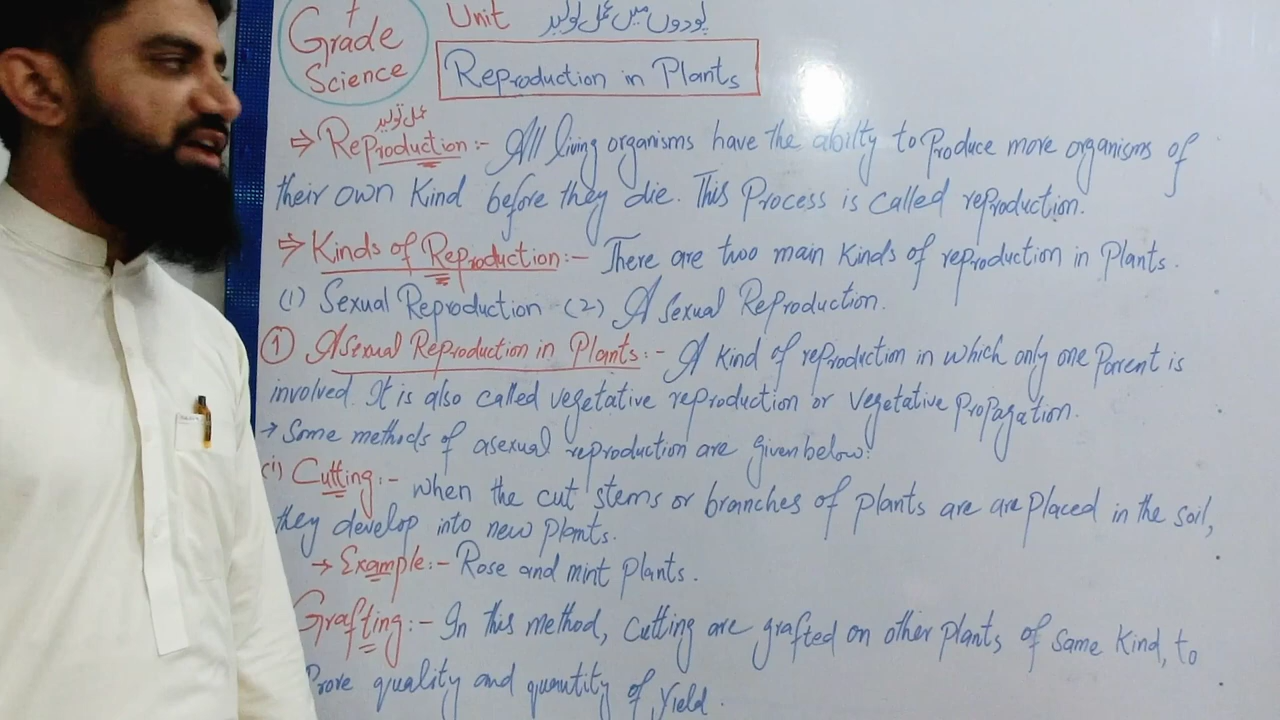 Grade
Science
Unit پودوں میں عمل تولید
Reproduction in Plants
عمل تولید
⇒ Reproduction:- All living organisms have the abilty to Produce more organisms of
their own Kind before they die. This Process is called reproduction.
⇒ Kinds of Reproduction:- There are two main Kinds of reproduction in Plants.
(1) Sexual Reproduction (2) A Sexual Reproduction.
① ASexual Reproduction in Plants:- A Kind of reproduction in which only one Parrent is
involved. It is also called vegetative reproduction or vegetative Propagation.
→ Some methods of asexual reproduction are given below:
(i) Cutting:- when the cut stems or branches of plants are are placed in the soil,
they develop into new plants.
→ Example:- Rose and mint plants.
Grafting:- In this method, Cutting are grafted on other plants of same Kind, to
prove quality and quantity of Yield.